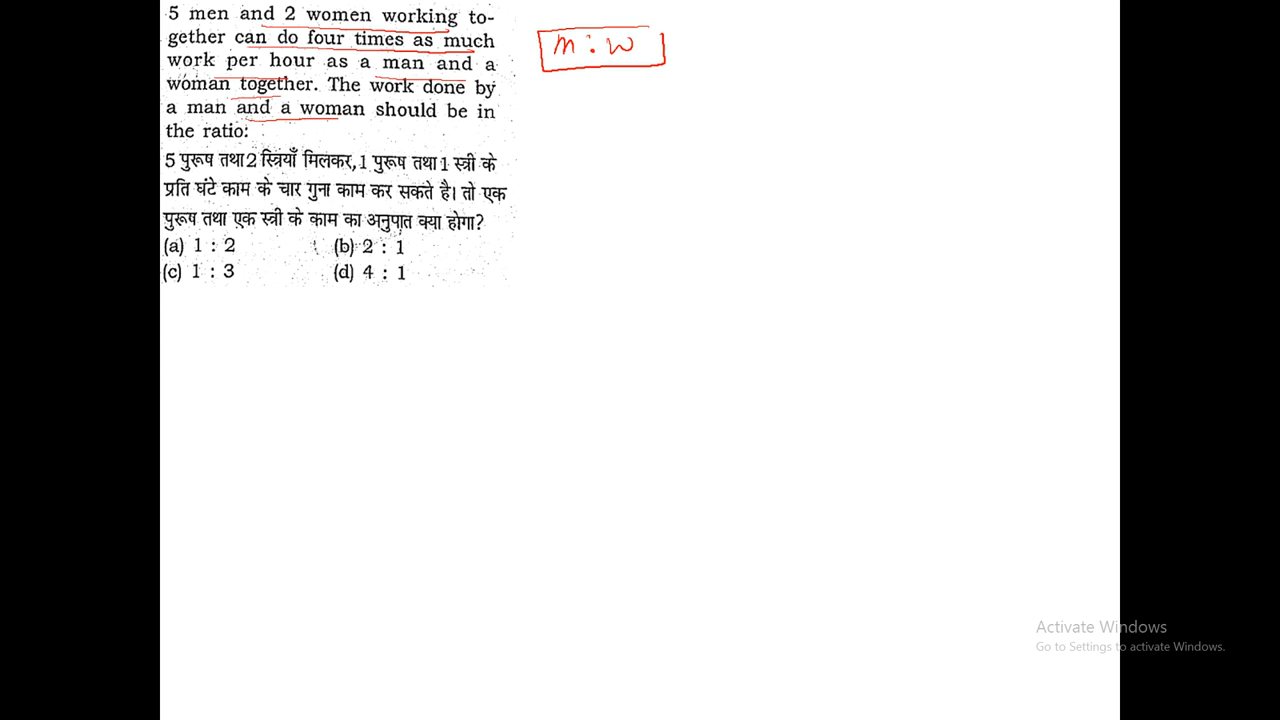 5 men and 2 women working to-
gether can do four times as much
work per hour as a man and a
woman together. The work done by
a man and a woman should be in
the ratio:
5 पुरूष तथा 2 स्त्रियाँ मिलकर, 1 पुरूष तथा 1 स्त्री के
प्रति घंटे काम के चार गुना काम कर सकते है। तो एक
पुरूष तथा एक स्त्री के काम का अनुपात क्या होगा?
(a) 1 : 2 (b) 2 : 1
(c) 1 : 3 (d) 4 : 1
m : w
Activate Windows
Go to Settings to activate Windows.